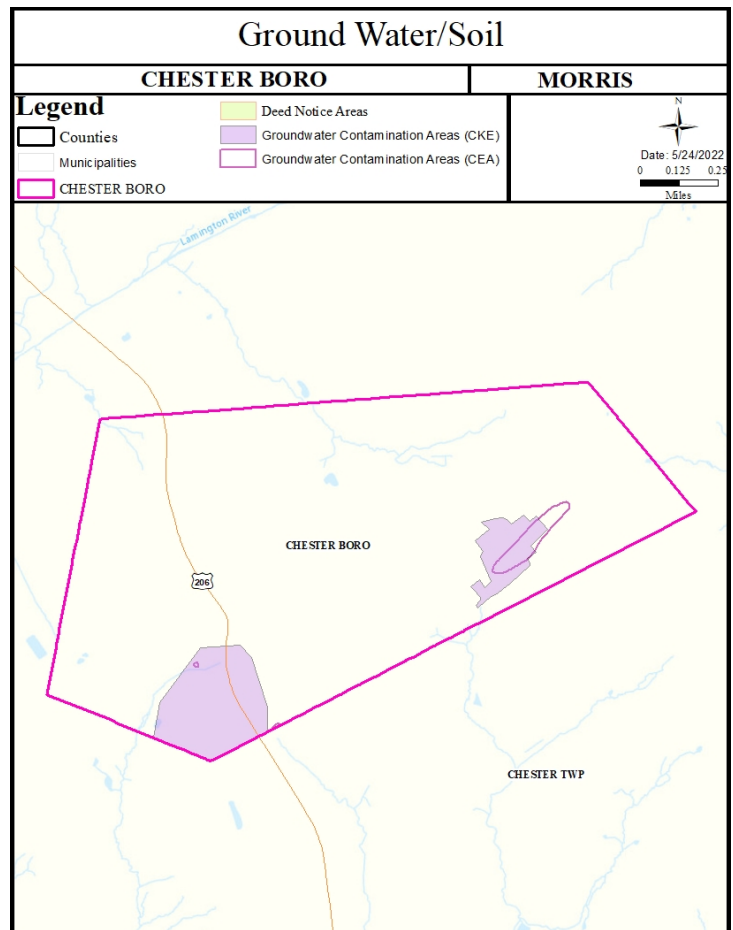 Ground Water/Soil
CHESTER BORO
MORRIS
Legend
Counties
Municipalities
CHESTER BORO
Deed Notice Areas
Groundwater Contamination Areas (CKE)
Groundwater Contamination Areas (CEA)
N
Date: 5/24/2022
0 0.125 0.25
Miles
Lamington River
CHESTER BORO
206
CHESTER TWP